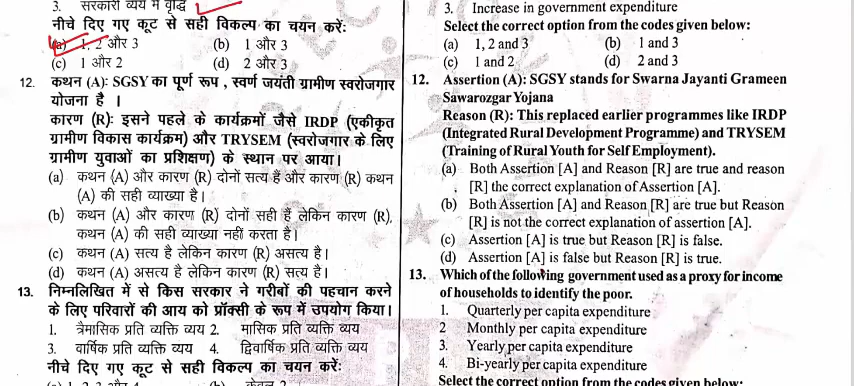 3. सरकारी व्यय में वृद्धि
नीचे दिए गए कूट से सही विकल्प का चयन करें:
(a) 1, 2 और 3 (b) 1 और 3
(c) 1 और 2 (d) 2 और 3
12. कथन (A): SGSY का पूर्ण रूप , स्वर्ण जयंती ग्रामीण स्वरोजगार
योजना है ।
कारण (R): इसने पहले के कार्यक्रमों जैसे IRDP (एकीकृत
ग्रामीण विकास कार्यक्रम) और TRYSEM (स्वरोजगार के लिए
ग्रामीण युवाओं का प्रशिक्षण) के स्थान पर आया।
(a) कथन (A) और कारण (R) दोनों सत्य हैं और कारण (R) कथन
(A) की सही व्याख्या है।
(b) कथन (A) और कारण (R) दोनों सही हैं लेकिन कारण (R),
कथन (A) की सही व्याख्या नहीं करता है।
(c) कथन (A) सत्य है लेकिन कारण (R) असत्य है।
(d) कथन (A) असत्य है लेकिन कारण (R) सत्य है।
13. निम्नलिखित में से किस सरकार ने गरीबों की पहचान करने
के लिए परिवारों की आय को प्रॉक्सी के रूप में उपयोग किया।
1. त्रैमासिक प्रति व्यक्ति व्यय 2. मासिक प्रति व्यक्ति व्यय
3. वार्षिक प्रति व्यक्ति व्यय 4. द्विवार्षिक प्रति व्यक्ति व्यय
नीचे दिए गए कूट से सही विकल्प का चयन करें:
3. Increase in government expenditure
Select the correct option from the codes given below:
(a) 1, 2 and 3 (b) 1 and 3
(c) 1 and 2 (d) 2 and 3
12. Assertion (A): SGSY stands for Swarna Jayanti Grameen
Sawarozgar Yojana
Reason (R): This replaced earlier programmes like IRDP
(Integrated Rural Development Programme) and TRYSEM
(Training of Rural Youth for Self Employment).
(a) Both Assertion [A] and Reason [R] are true and reason
[R] the correct explanation of Assertion [A].
(b) Both Assertion [A] and Reason [R] are true but Reason
[R] is not the correct explanation of assertion [A].
(c) Assertion [A] is true but Reason [R] is false.
(d) Assertion [A] is false but Reason [R] is true.
13. Which of the following government used as a proxy for income
of households to identify the poor.
1. Quarterly per capita expenditure
2 Monthly per capita expenditure
3. Yearly per capita expenditure
4. Bi-yearly per capita expenditure
Select the correct option from the codes given below: